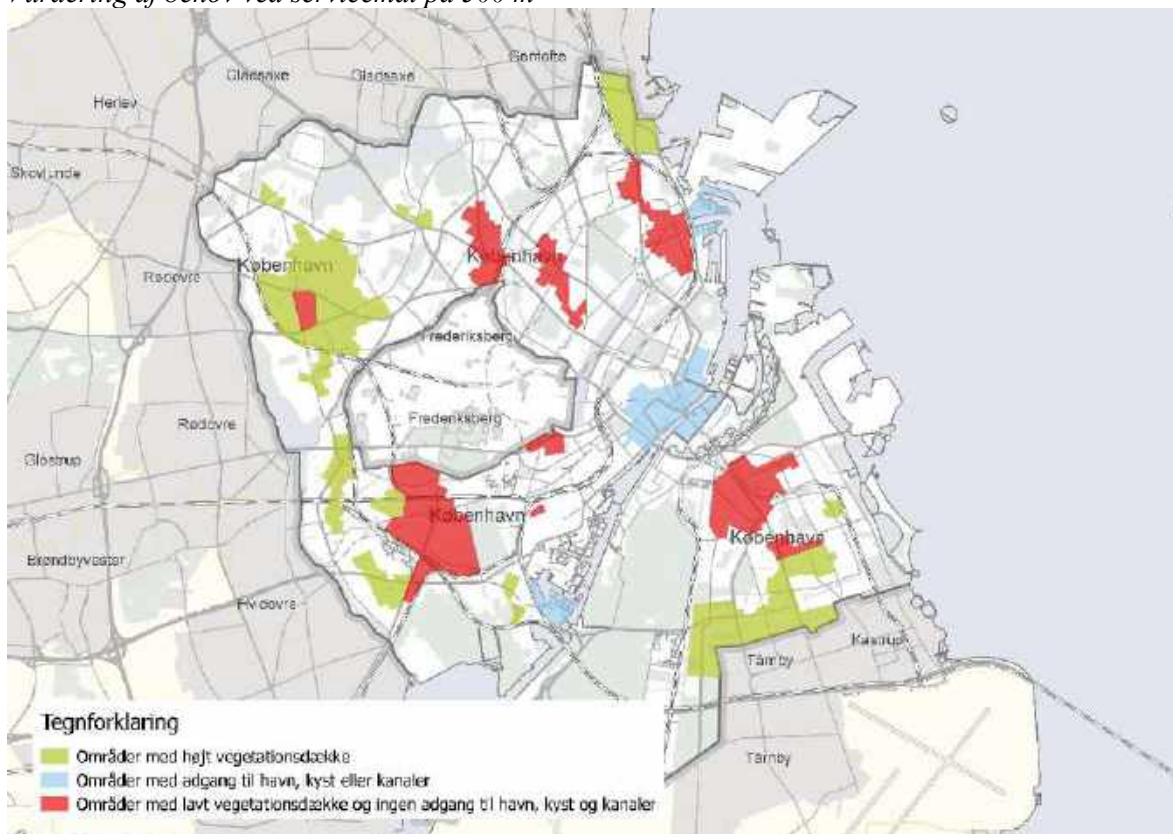 Vurdering af behov ved servicemål på 500 m
Gentofte
Gladsaxe
Gladsaxe
Herlev
Skovlunde
København
København
Rødovre
Frederiksberg
Frederiksberg
Rødovre
Glostrup
København
København
Brøndbyvester
Hvidovre
Kastrup
Tårnby
Tårnby
Tegnforklaring
Områder med højt vegetationsdække
Områder med adgang til havn, kyst eller kanaler
Områder med lavt vegetationsdække og ingen adgang til havn, kyst og kanaler